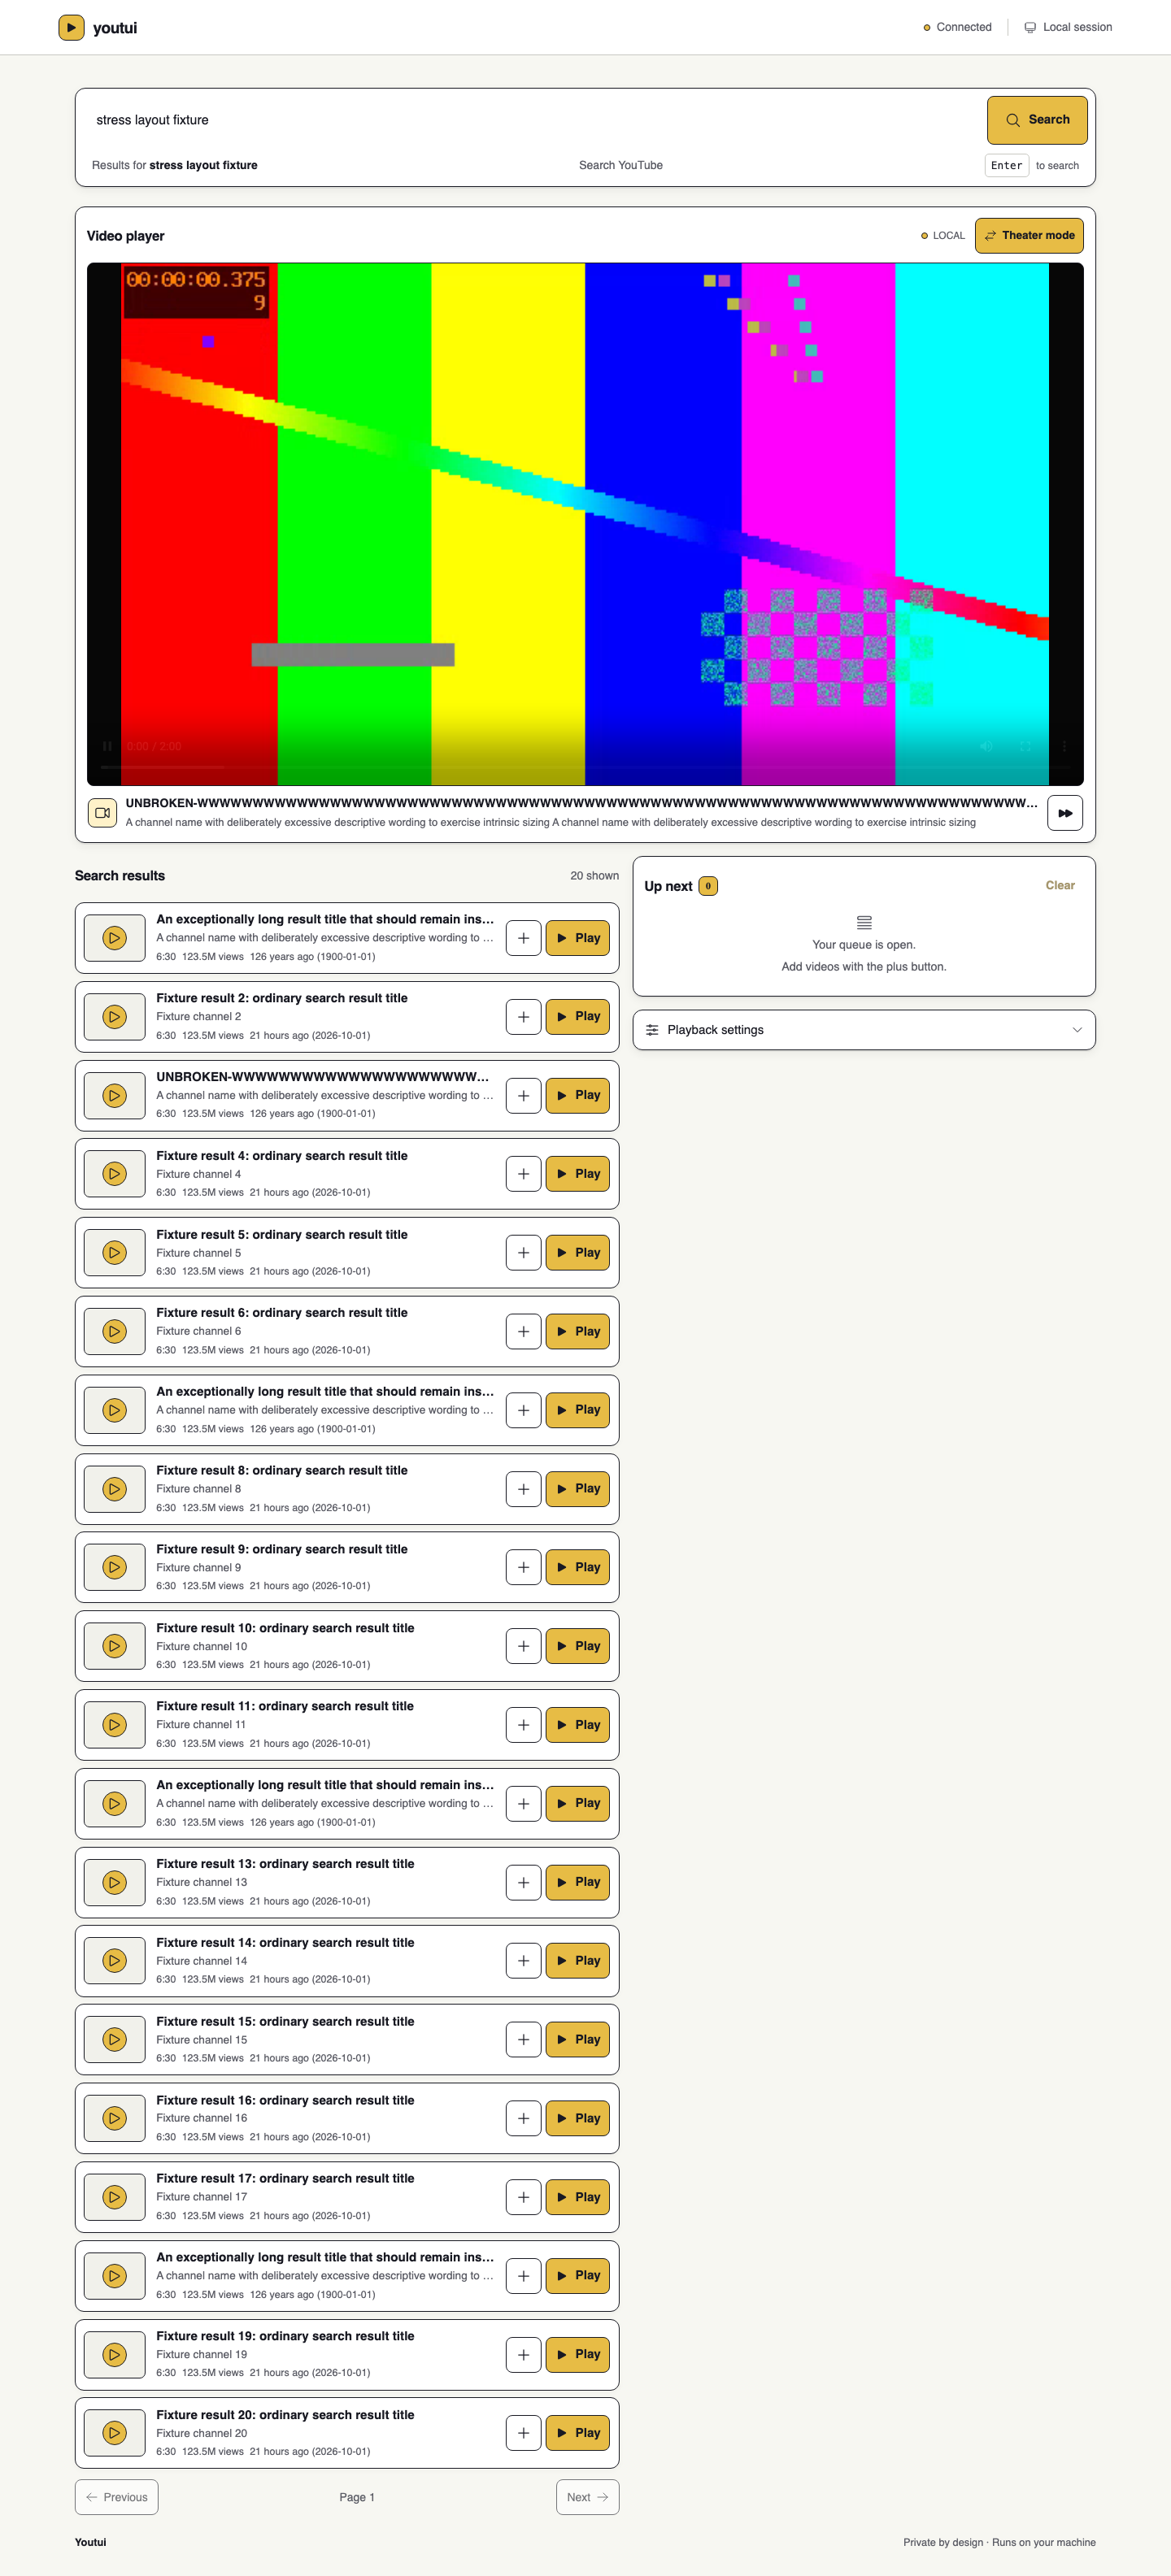 youtui
Connected
Local session
stress layout fixture
Search
Results for stress layout fixture
Search YouTube
Enter to search
Video player
LOCAL
Theater mode
00:00:00.375
9
0:00 / 2:00
A channel name with deliberately excessive descriptive wording to exercise intrinsic sizing A channel name with deliberately excessive descriptive wording to exercise intrinsic sizing
Search results
20 shown
An exceptionally long result title that should remain ins...
A channel name with deliberately excessive descriptive wording to ...
6:30 123.5M views 126 years ago (1900-01-01)
Play
Fixture result 2: ordinary search result title
Fixture channel 2
6:30 123.5M views 21 hours ago (2026-10-01)
Play
A channel name with deliberately excessive descriptive wording to ...
6:30 123.5M views 126 years ago (1900-01-01)
Play
Fixture result 4: ordinary search result title
Fixture channel 4
6:30 123.5M views 21 hours ago (2026-10-01)
Play
Fixture result 5: ordinary search result title
Fixture channel 5
6:30 123.5M views 21 hours ago (2026-10-01)
Play
Fixture result 6: ordinary search result title
Fixture channel 6
6:30 123.5M views 21 hours ago (2026-10-01)
Play
An exceptionally long result title that should remain ins...
A channel name with deliberately excessive descriptive wording to ...
6:30 123.5M views 126 years ago (1900-01-01)
Play
Fixture result 8: ordinary search result title
Fixture channel 8
6:30 123.5M views 21 hours ago (2026-10-01)
Play
Fixture result 9: ordinary search result title
Fixture channel 9
6:30 123.5M views 21 hours ago (2026-10-01)
Play
Fixture result 10: ordinary search result title
Fixture channel 10
6:30 123.5M views 21 hours ago (2026-10-01)
Play
Fixture result 11: ordinary search result title
Fixture channel 11
6:30 123.5M views 21 hours ago (2026-10-01)
Play
An exceptionally long result title that should remain ins...
A channel name with deliberately excessive descriptive wording to ...
6:30 123.5M views 126 years ago (1900-01-01)
Play
Fixture result 13: ordinary search result title
Fixture channel 13
6:30 123.5M views 21 hours ago (2026-10-01)
Play
Fixture result 14: ordinary search result title
Fixture channel 14
6:30 123.5M views 21 hours ago (2026-10-01)
Play
Fixture result 15: ordinary search result title
Fixture channel 15
6:30 123.5M views 21 hours ago (2026-10-01)
Play
Fixture result 16: ordinary search result title
Fixture channel 16
6:30 123.5M views 21 hours ago (2026-10-01)
Play
Fixture result 17: ordinary search result title
Fixture channel 17
6:30 123.5M views 21 hours ago (2026-10-01)
Play
An exceptionally long result title that should remain ins...
A channel name with deliberately excessive descriptive wording to ...
6:30 123.5M views 126 years ago (1900-01-01)
Play
Fixture result 19: ordinary search result title
Fixture channel 19
6:30 123.5M views 21 hours ago (2026-10-01)
Play
Fixture result 20: ordinary search result title
Fixture channel 20
6:30 123.5M views 21 hours ago (2026-10-01)
Play
Previous
Page 1
Next
Up next 0
Clear
Your queue is open.
Add videos with the plus button.
Playback settings
Youtui
Private by design · Runs on your machine